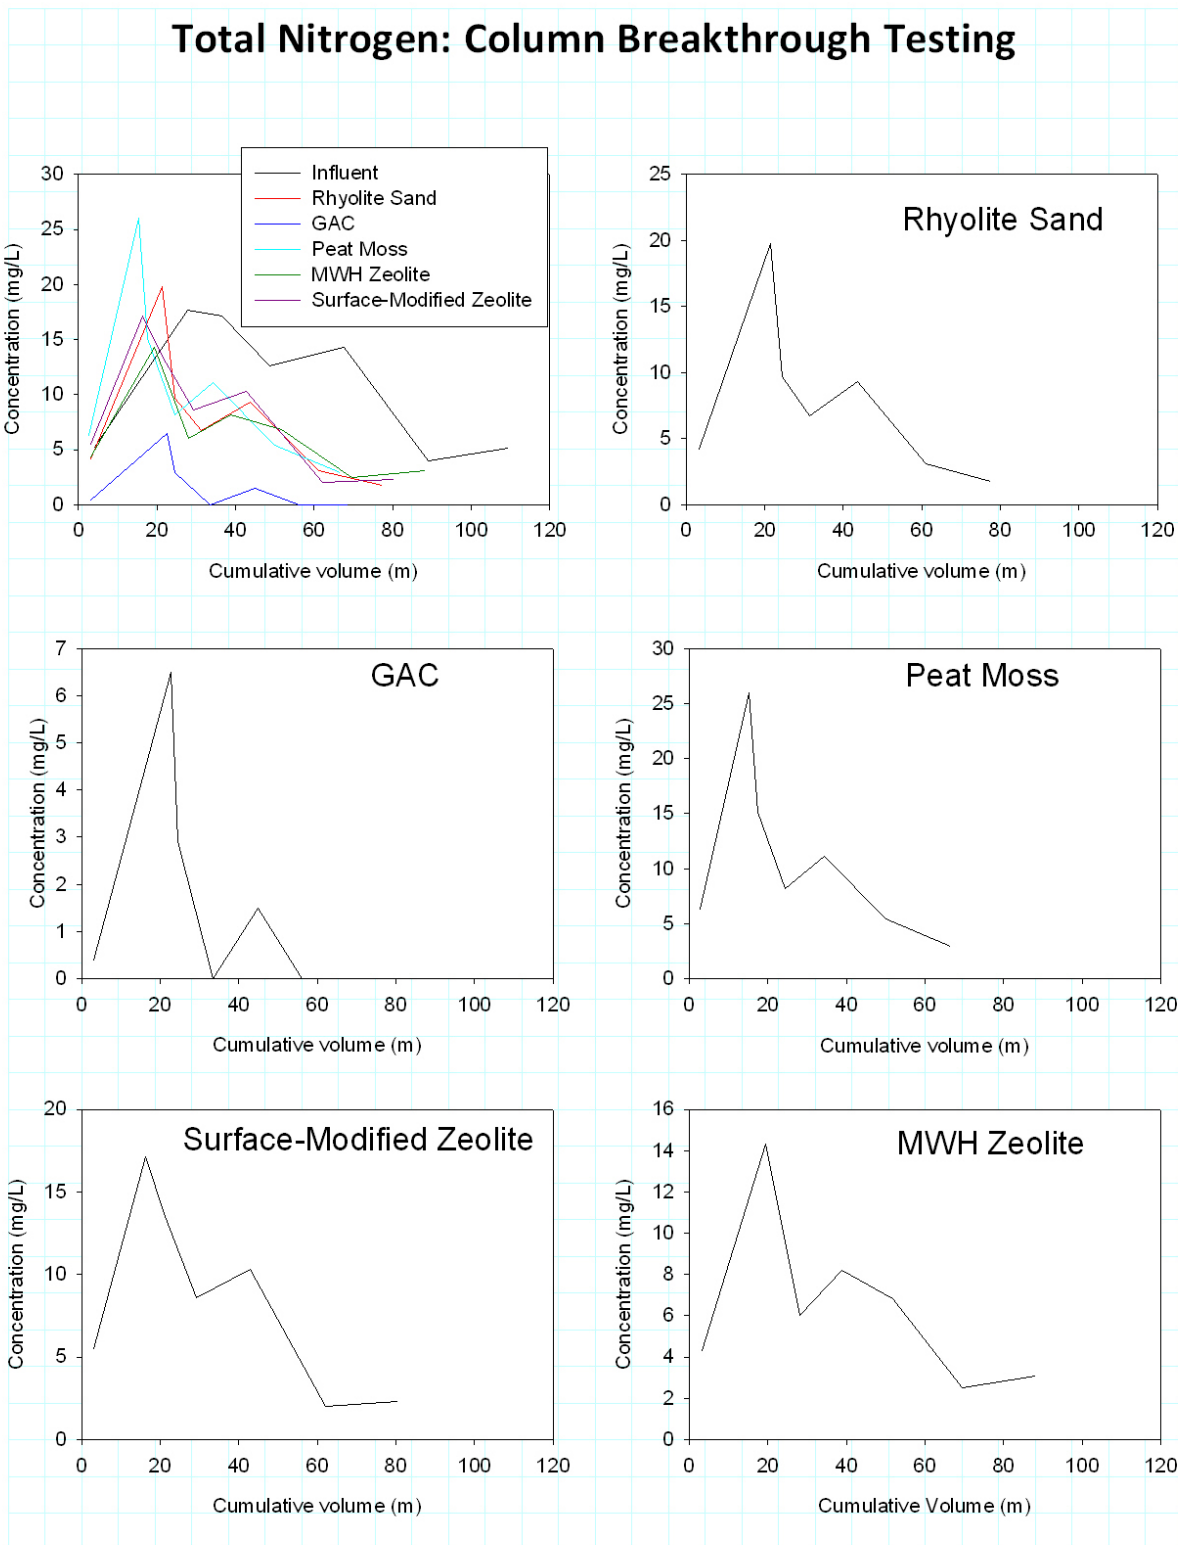 Total Nitrogen: Column Breakthrough Testing
30
25
20
15
10
5
0
Concentration (mg/L)
0 20 40 60 80 100 120
Cumulative volume (m)
Influent
Rhyolite Sand
GAC
Peat Moss
MWH Zeolite
Surface-Modified Zeolite
Rhyolite Sand
25
20
15
10
5
0
Concentration (mg/L)
0 20 40 60 80 100 120
Cumulative volume (m)
GAC
7
6
5
4
3
2
1
0
Concentration (mg/L)
0 20 40 60 80 100 120
Cumulative volume (m)
Peat Moss
30
25
20
15
10
5
0
Concentration (mg/L)
0 20 40 60 80 100 120
Cumulative volume (m)
Surface-Modified Zeolite
20
15
10
5
0
Concentration (mg/L)
0 20 40 60 80 100 120
Cumulative volume (m)
MWH Zeolite
16
14
12
10
8
6
4
2
0
Concentration (mg/L)
0 20 40 60 80 100 120
Cumulative Volume (m)